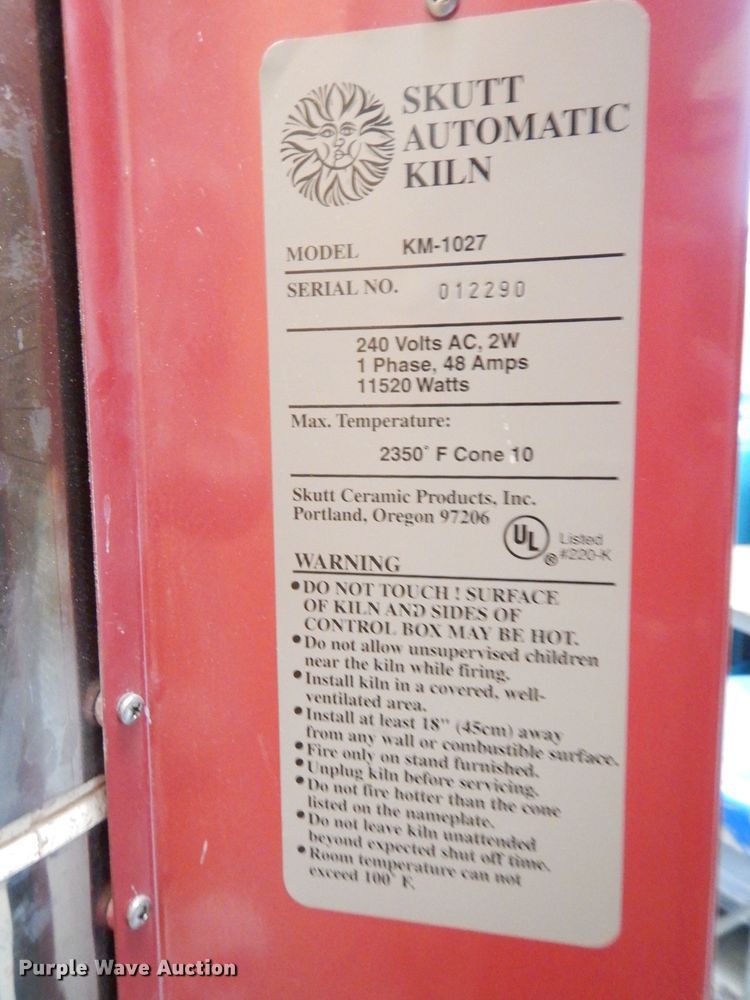 SKUTT
AUTOMATIC
KILN
MODEL KM-1027
SERIAL NO. 012290
240 Volts AC, 2W
1 Phase, 48 Amps
11520 Watts
Max. Temperature:
2350° F Cone 10
Skutt Ceramic Products, Inc.
Portland, Oregon 97206
UL ® Listed
#220-K
WARNING
• DO NOT TOUCH ! SURFACE
OF KILN AND SIDES OF
CONTROL BOX MAY BE HOT.
• Do not allow unsupervised children
near the kiln while firing.
• Install kiln in a covered, well-
ventilated area.
• Install at least 18" (45cm) away
from any wall or combustible surface.
• Fire only on stand furnished.
• Unplug kiln before servicing.
• Do not fire hotter than the cone
listed on the nameplate.
• Do not leave kiln unattended
beyond expected shut off time.
• Room temperature can not
exceed 100° F.
Purple Wave Auction